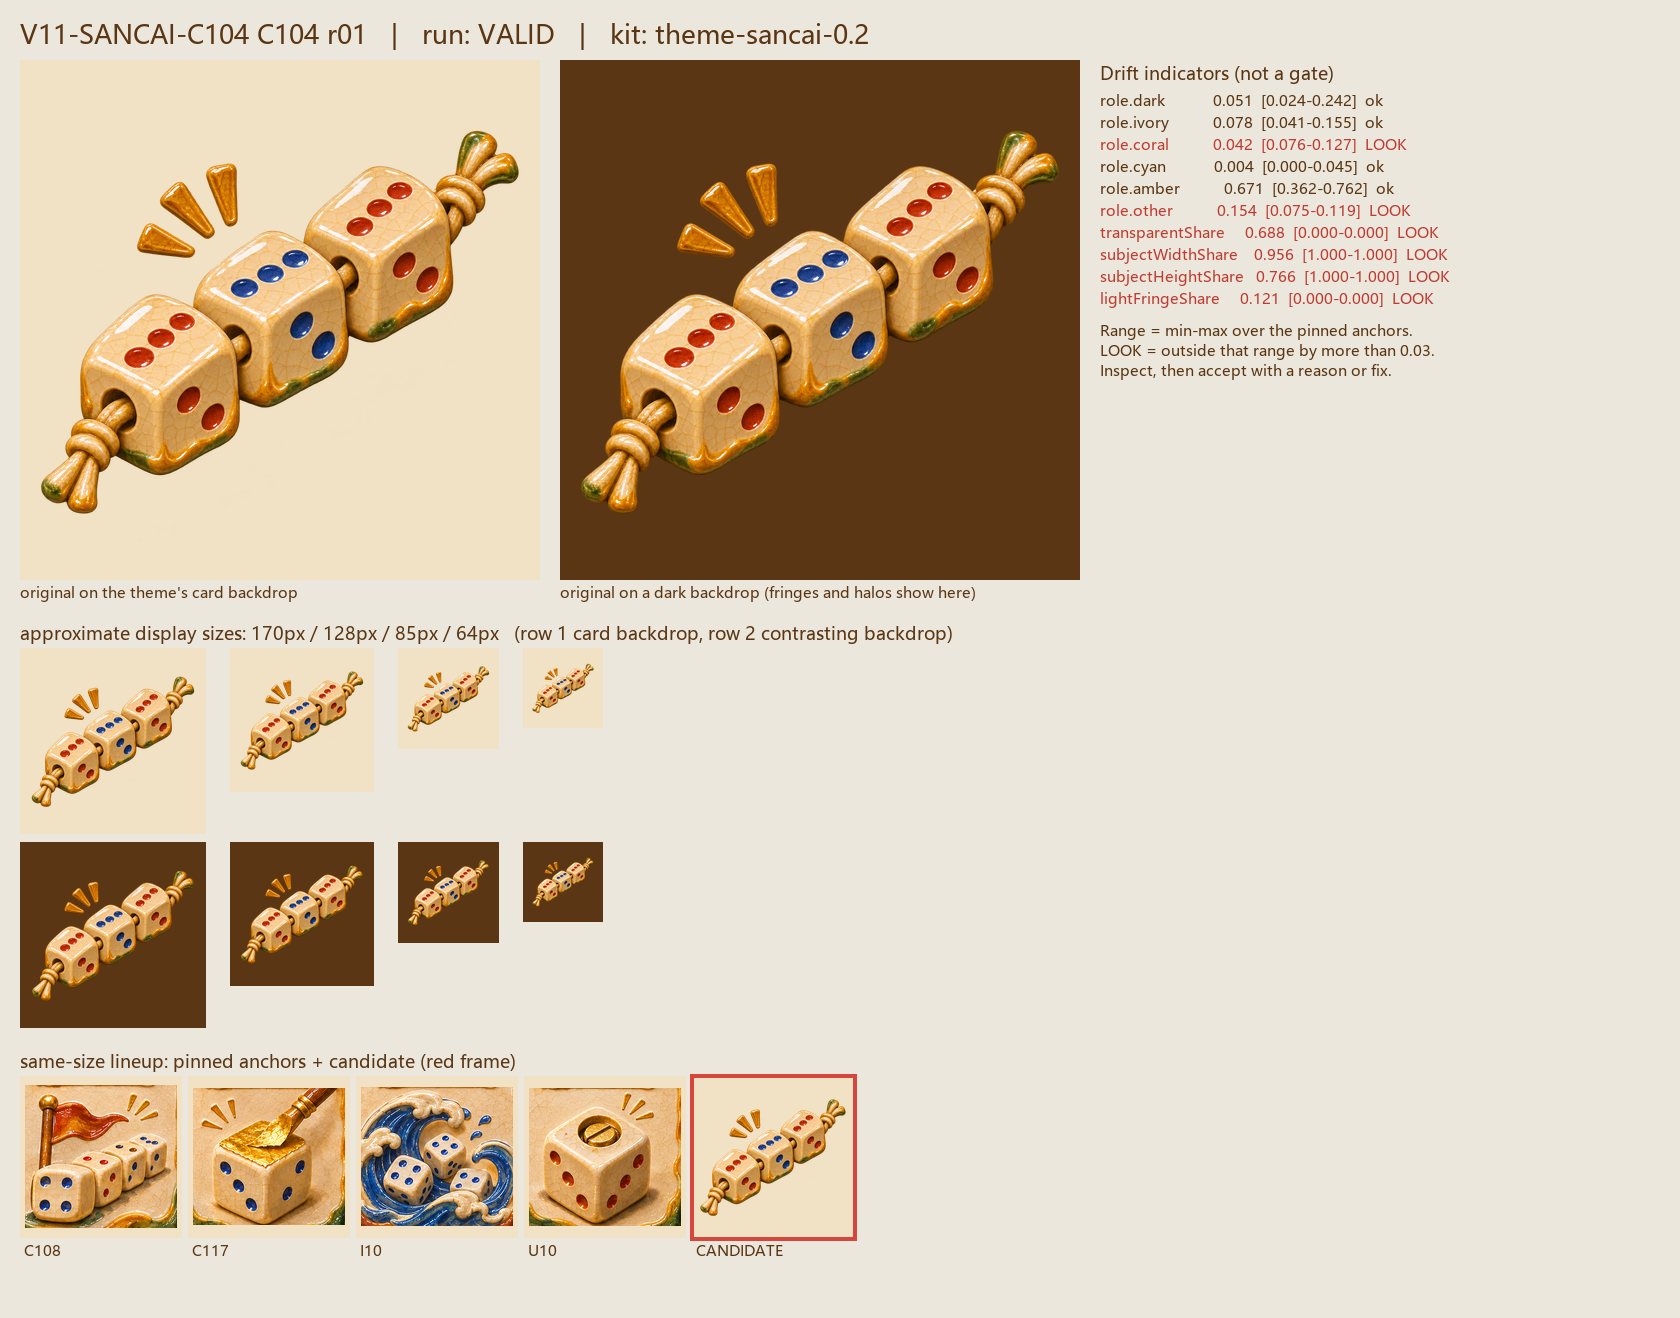 V11-SANCAI-C104 C104 r01 | run: VALID | kit: theme-sancai-0.2
Drift indicators (not a gate)
role.dark 0.051 [0.024-0.242] ok
role.ivory 0.078 [0.041-0.155] ok
role.coral 0.042 [0.076-0.127] LOOK
role.cyan 0.004 [0.000-0.045] ok
role.amber 0.671 [0.362-0.762] ok
role.other 0.154 [0.075-0.119] LOOK
transparentShare 0.688 [0.000-0.000] LOOK
subjectWidthShare 0.956 [1.000-1.000] LOOK
subjectHeightShare 0.766 [1.000-1.000] LOOK
lightFringeShare 0.121 [0.000-0.000] LOOK
Range = min-max over the pinned anchors.
LOOK = outside that range by more than 0.03.
Inspect, then accept with a reason or fix.
original on the theme's card backdrop
original on a dark backdrop (fringes and halos show here)
approximate display sizes: 170px / 128px / 85px / 64px (row 1 card backdrop, row 2 contrasting backdrop)
same-size lineup: pinned anchors + candidate (red frame)
C108
C117
I10
U10
CANDIDATE